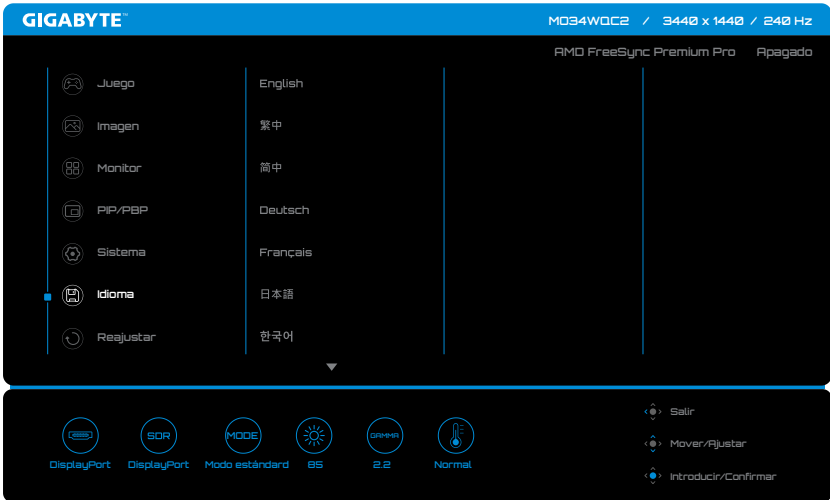 GIGABYTE™
MO34WQC2 / 3440 x 1440 / 240 Hz
AMD FreeSync Premium Pro Apagado
Juego
Imagen
Monitor
PIP/PBP
Sistema
Idioma
Reajustar
English
繁中
简中
Deutsch
Français
日本語
한국어
SDR
MODE
GAMMA
DisplayPort
DisplayPort
Modo estándard
85
2.2
Normal
Salir
Mover/Ajustar
Introducir/Confirmar